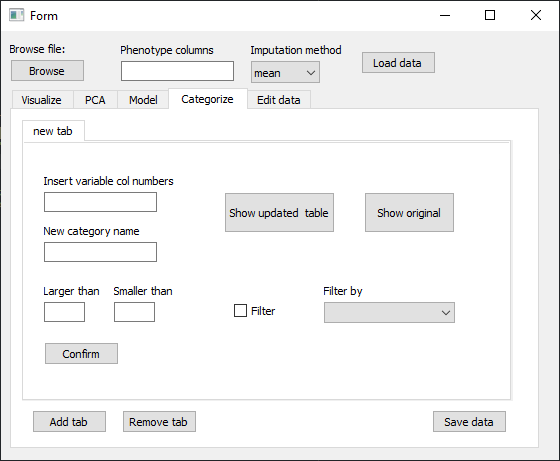 Form
Browse file:
Phenotype columns
Imputation method
Browse
mean
Load data
Visualize
PCA
Model
Categorize
Edit data
new tab
Insert variable col numbers
Show updated  table
Show original
New category name
Larger than
Smaller than
Filter
Filter by
Confirm
Add tab
Remove tab
Save data